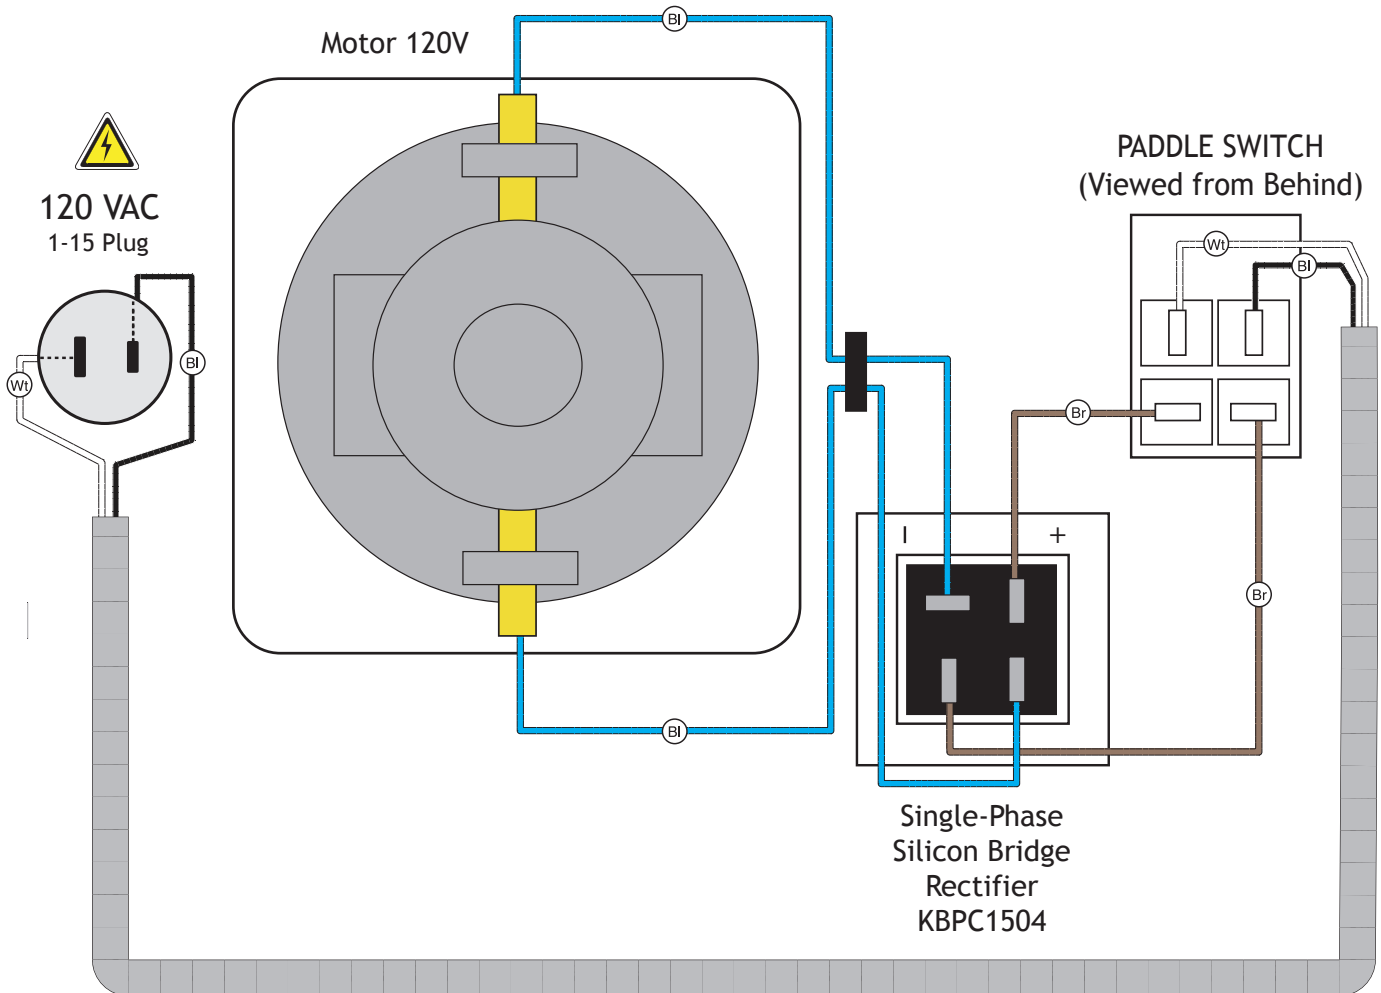 Motor 120V
Bl
120 VAC
1-15 Plug
Wt
Bl
PADDLE SWITCH
(Viewed from Behind)
Wt
Bl
Br
Br
I +
Bl
Single-Phase
Silicon Bridge
Rectifier
KBPC1504